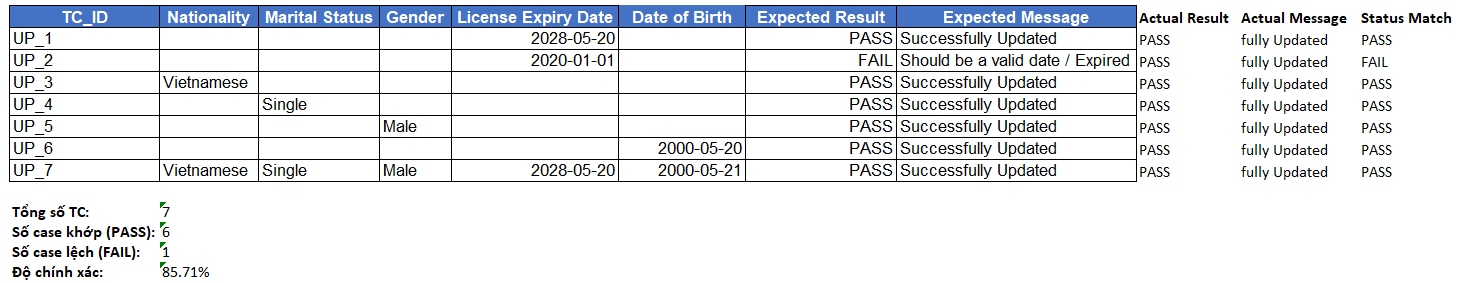 TC_ID Nationality Marital Status Gender License Expiry Date Date of Birth Expected Result Expected Message Actual Result Actual Message Status Match
UP_1 2028-05-20 PASS Successfully Updated PASS fully Updated PASS
UP_2 2020-01-01 FAIL Should be a valid date / Expired PASS fully Updated FAIL
UP_3 Vietnamese PASS Successfully Updated PASS fully Updated PASS
UP_4 Single PASS Successfully Updated PASS fully Updated PASS
UP_5 Male PASS Successfully Updated PASS fully Updated PASS
UP_6 2000-05-20 PASS Successfully Updated PASS fully Updated PASS
UP_7 Vietnamese Single Male 2028-05-20 2000-05-21 PASS Successfully Updated PASS fully Updated PASS
Tổng số TC: 7
Số case khớp (PASS): 6
Số case lệch (FAIL): 1
Độ chính xác: 85.71%